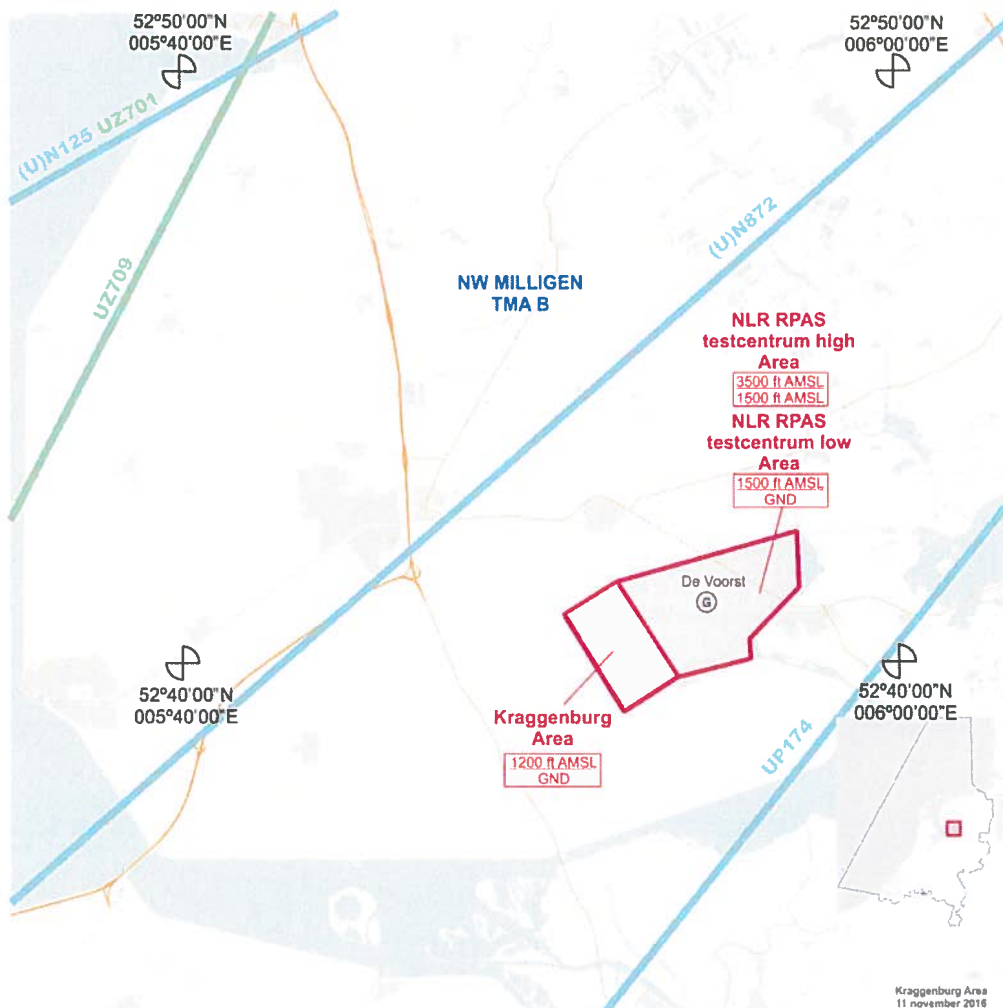 52°50'00"N
005°40'00"E
52°50'00"N
006°00'00"E
(U)N125 UZ701
(U)N872
UZ709
NW MILLIGEN
TMA B
NLR RPAS
testcentrum high
Area
3500 ft AMSL
1500 ft AMSL
NLR RPAS
testcentrum low
Area
1500 ft AMSL
GND
De Voorst
G
52°40'00"N
005°40'00"E
52°40'00"N
006°00'00"E
Kraggenburg
Area
1200 ft AMSL
GND
UP174
Kraggenburg Area
11 november 2016